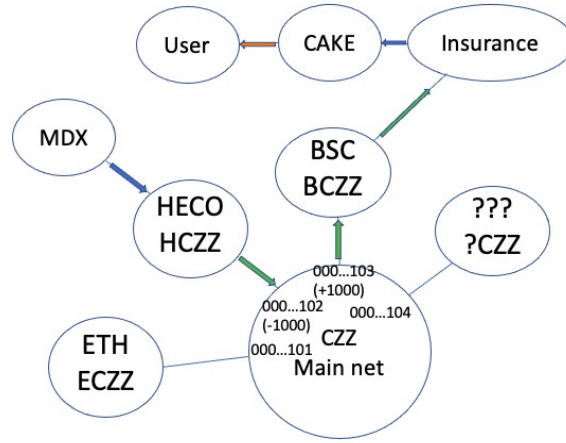 User
CAKE
Insurance
MDX
BSC
BCZZ
HECO
HCZZ
???
?CZZ
000...103
(+1000)
000...102
(-1000)
000...104
CZZ
000...101
Main net
ETH
ECZZ